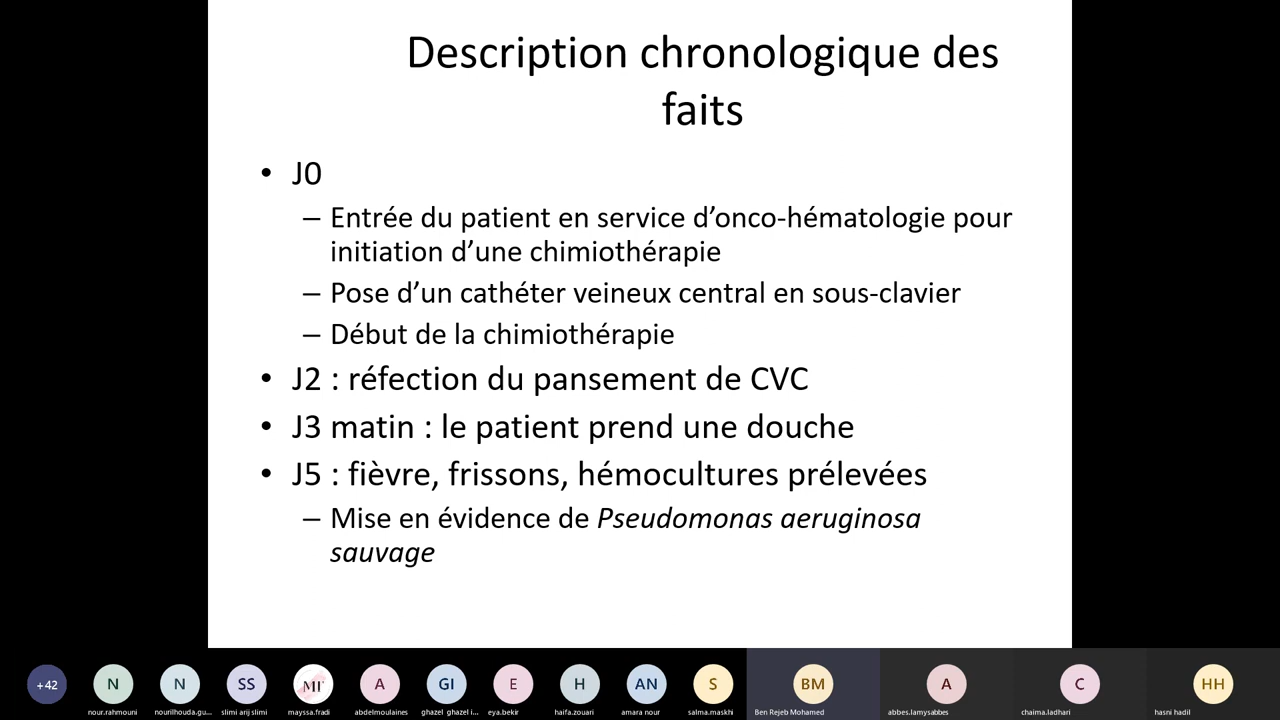 Description chronologique des
faits
• J0
– Entrée du patient en service d’onco-hématologie pour
initiation d’une chimiothérapie
– Pose d’un cathéter veineux central en sous-clavier
– Début de la chimiothérapie
• J2 : réfection du pansement de CVC
• J3 matin : le patient prend une douche
• J5 : fièvre, frissons, hémocultures prélevées
– Mise en évidence de Pseudomonas aeruginosa
sauvage
+42 N N SS MF A GI E H AN S BM A C HH
nour.rahmouni nourilhouda.gu... slimi arij slimi mayssa.fradi abdelmoulaines ghazel ghazel i... eya.bekir haifa.zouari amara nour salma.maskhi Ben Rejeb Mohamed abbes.lamysabbes chaima.ladhari hasni hadil